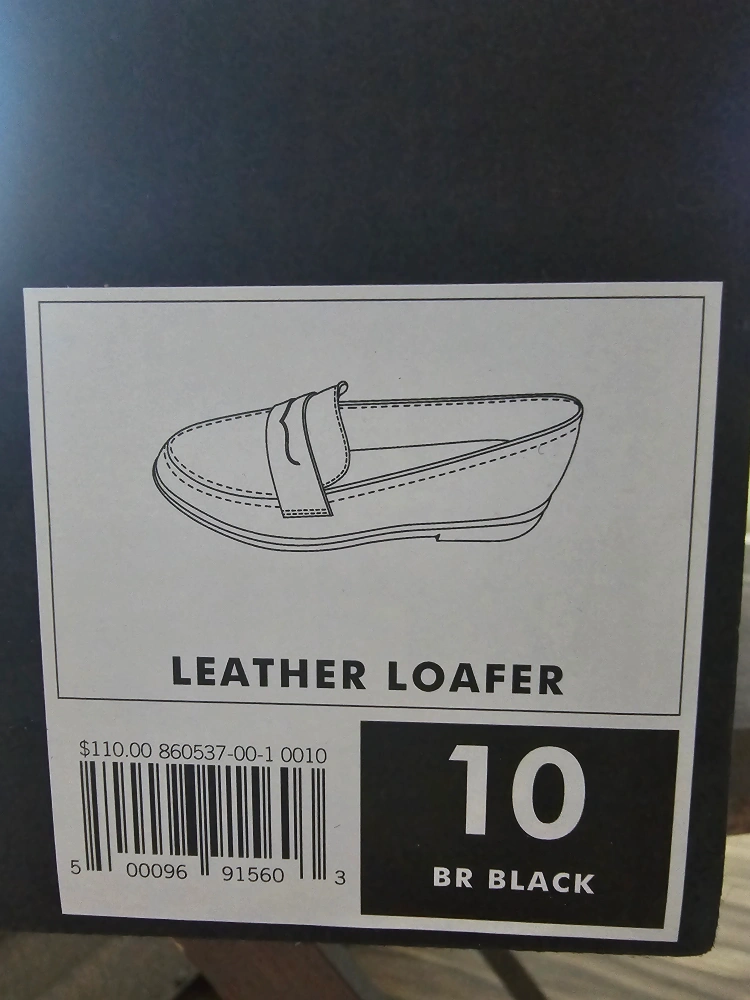 LEATHER LOAFER
$110.00 860537-00-1 0010
5 00096 91560 3
10
BR BLACK